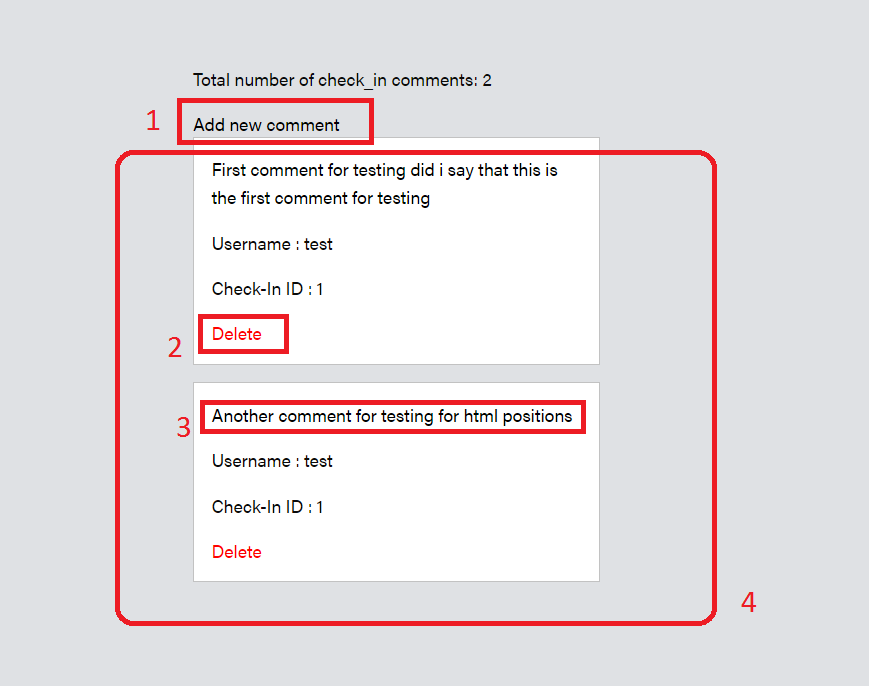 Total number of check_in comments: 2
1
Add new comment
First comment for testing did i say that this is
the first comment for testing
Username : test
Check-In ID : 1
Delete
2
Another comment for testing for html positions
3
Username : test
Check-In ID : 1
Delete
4